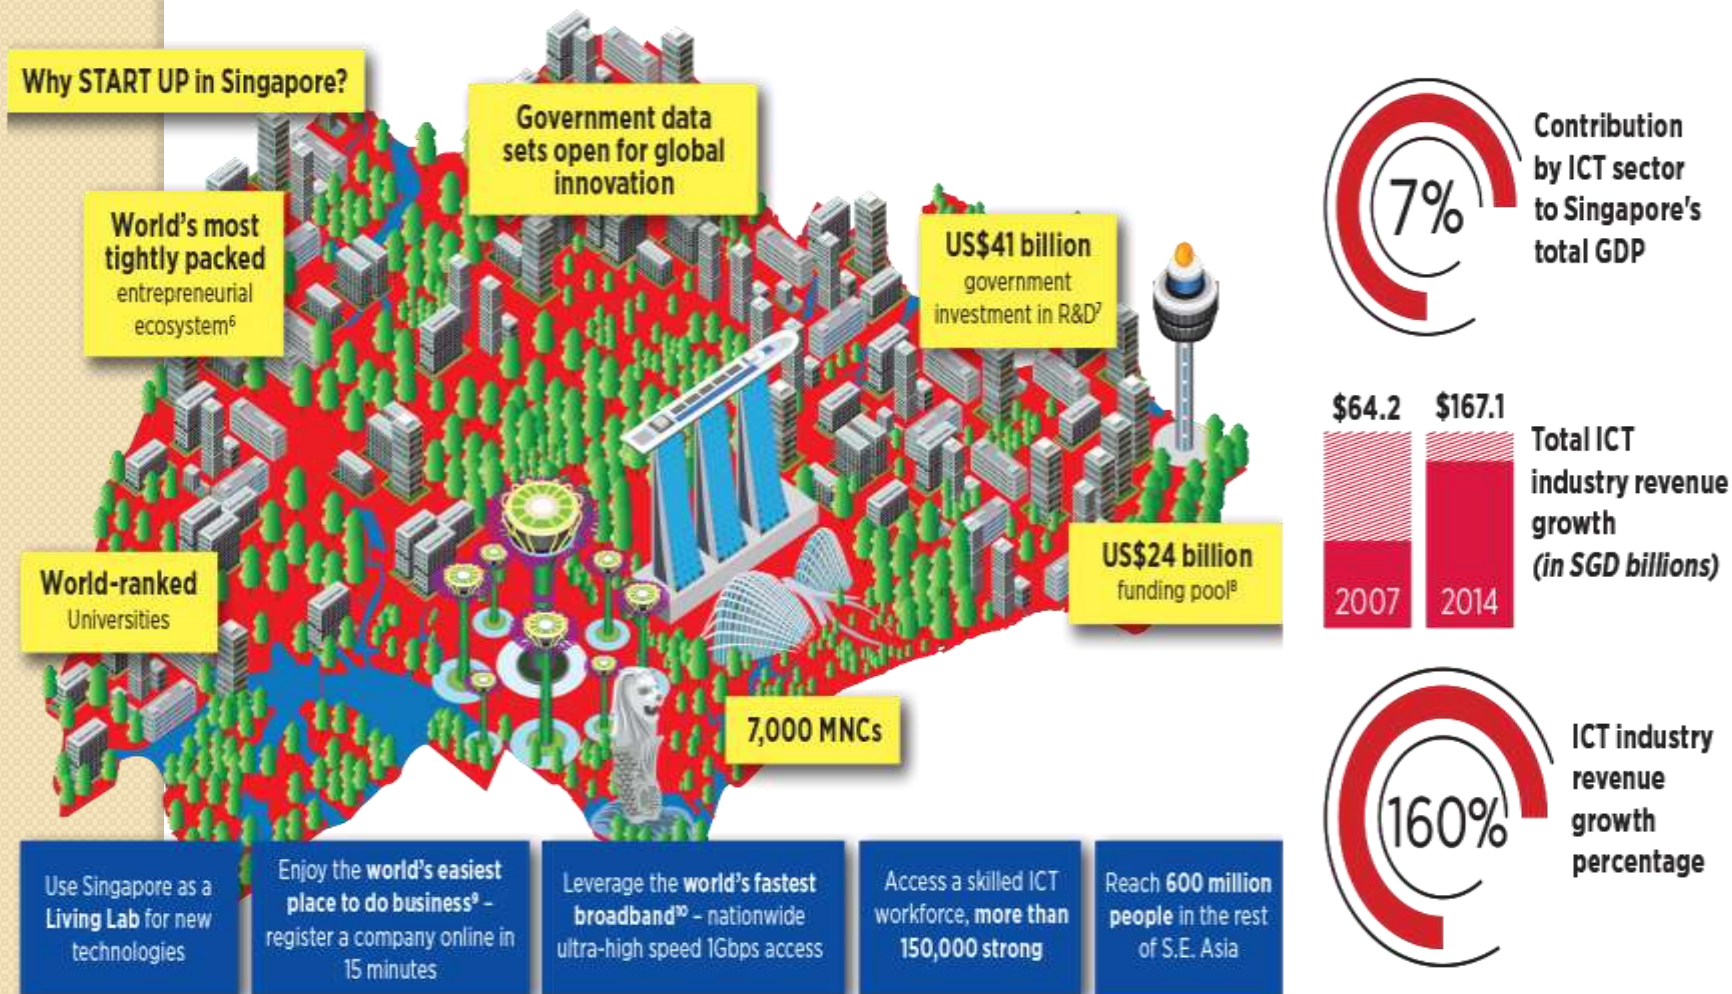 Why START UP in Singapore?
Government data
sets open for global
innovation
World's most
tightly packed
entrepreneurial
ecosystem⁶
US$41 billion
government
investment in R&D⁷
World-ranked
Universities
US$24 billion
funding pool⁸
7,000 MNCs
Use Singapore as a
Living Lab for new
technologies
Enjoy the world's easiest
place to do business⁹ –
register a company online in
15 minutes
Leverage the world's fastest
broadband¹⁰ – nationwide
ultra-high speed 1Gbps access
Access a skilled ICT
workforce, more than
150,000 strong
Reach 600 million
people in the rest
of S.E. Asia
7%
Contribution
by ICT sector
to Singapore's
total GDP
$64.2 $167.1
2007 2014
Total ICT
industry revenue
growth
(in SGD billions)
160%
ICT industry
revenue
growth
percentage